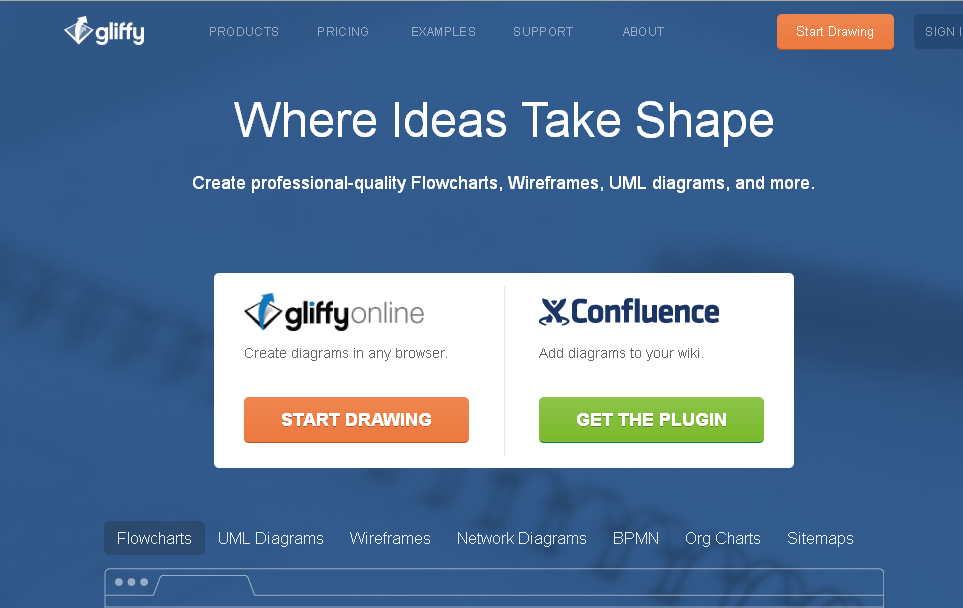 gliffy PRODUCTS PRICING EXAMPLES SUPPORT ABOUT Start Drawing SIGN
Where Ideas Take Shape
Create professional-quality Flowcharts, Wireframes, UML diagrams, and more.
gliffyonline
Create diagrams in any browser.
START DRAWING
Confluence
Add diagrams to your wiki.
GET THE PLUGIN
Flowcharts UML Diagrams Wireframes Network Diagrams BPMN Org Charts Sitemaps